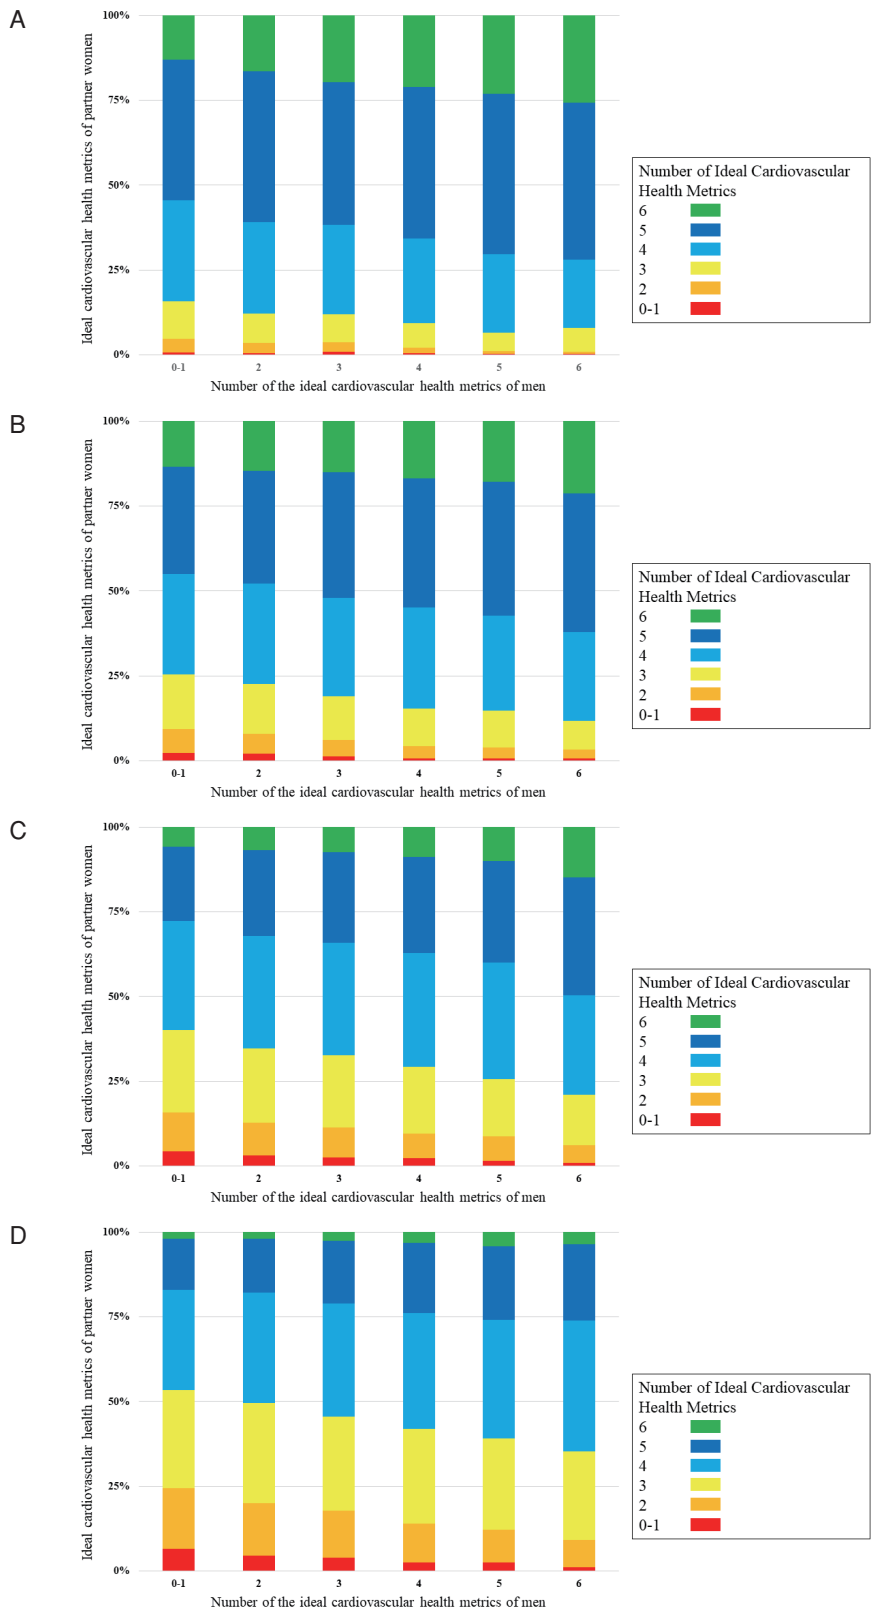 A
Ideal cardiovascular health metrics of partner women
100%
75%
50%
25%
0%
0-1 2 3 4 5 6
Number of the ideal cardiovascular health metrics of men
Number of Ideal Cardiovascular
Health Metrics
6
5
4
3
2
0-1
B
Ideal cardiovascular health metrics of partner women
100%
75%
50%
25%
0%
0-1 2 3 4 5 6
Number of the ideal cardiovascular health metrics of men
Number of Ideal Cardiovascular
Health Metrics
6
5
4
3
2
0-1
C
Ideal cardiovascular health metrics of partner women
100%
75%
50%
25%
0%
0-1 2 3 4 5 6
Number of the ideal cardiovascular health metrics of men
Number of Ideal Cardiovascular
Health Metrics
6
5
4
3
2
0-1
D
Ideal cardiovascular health metrics of partner women
100%
75%
50%
25%
0%
0-1 2 3 4 5 6
Number of the ideal cardiovascular health metrics of men
Number of Ideal Cardiovascular
Health Metrics
6
5
4
3
2
0-1